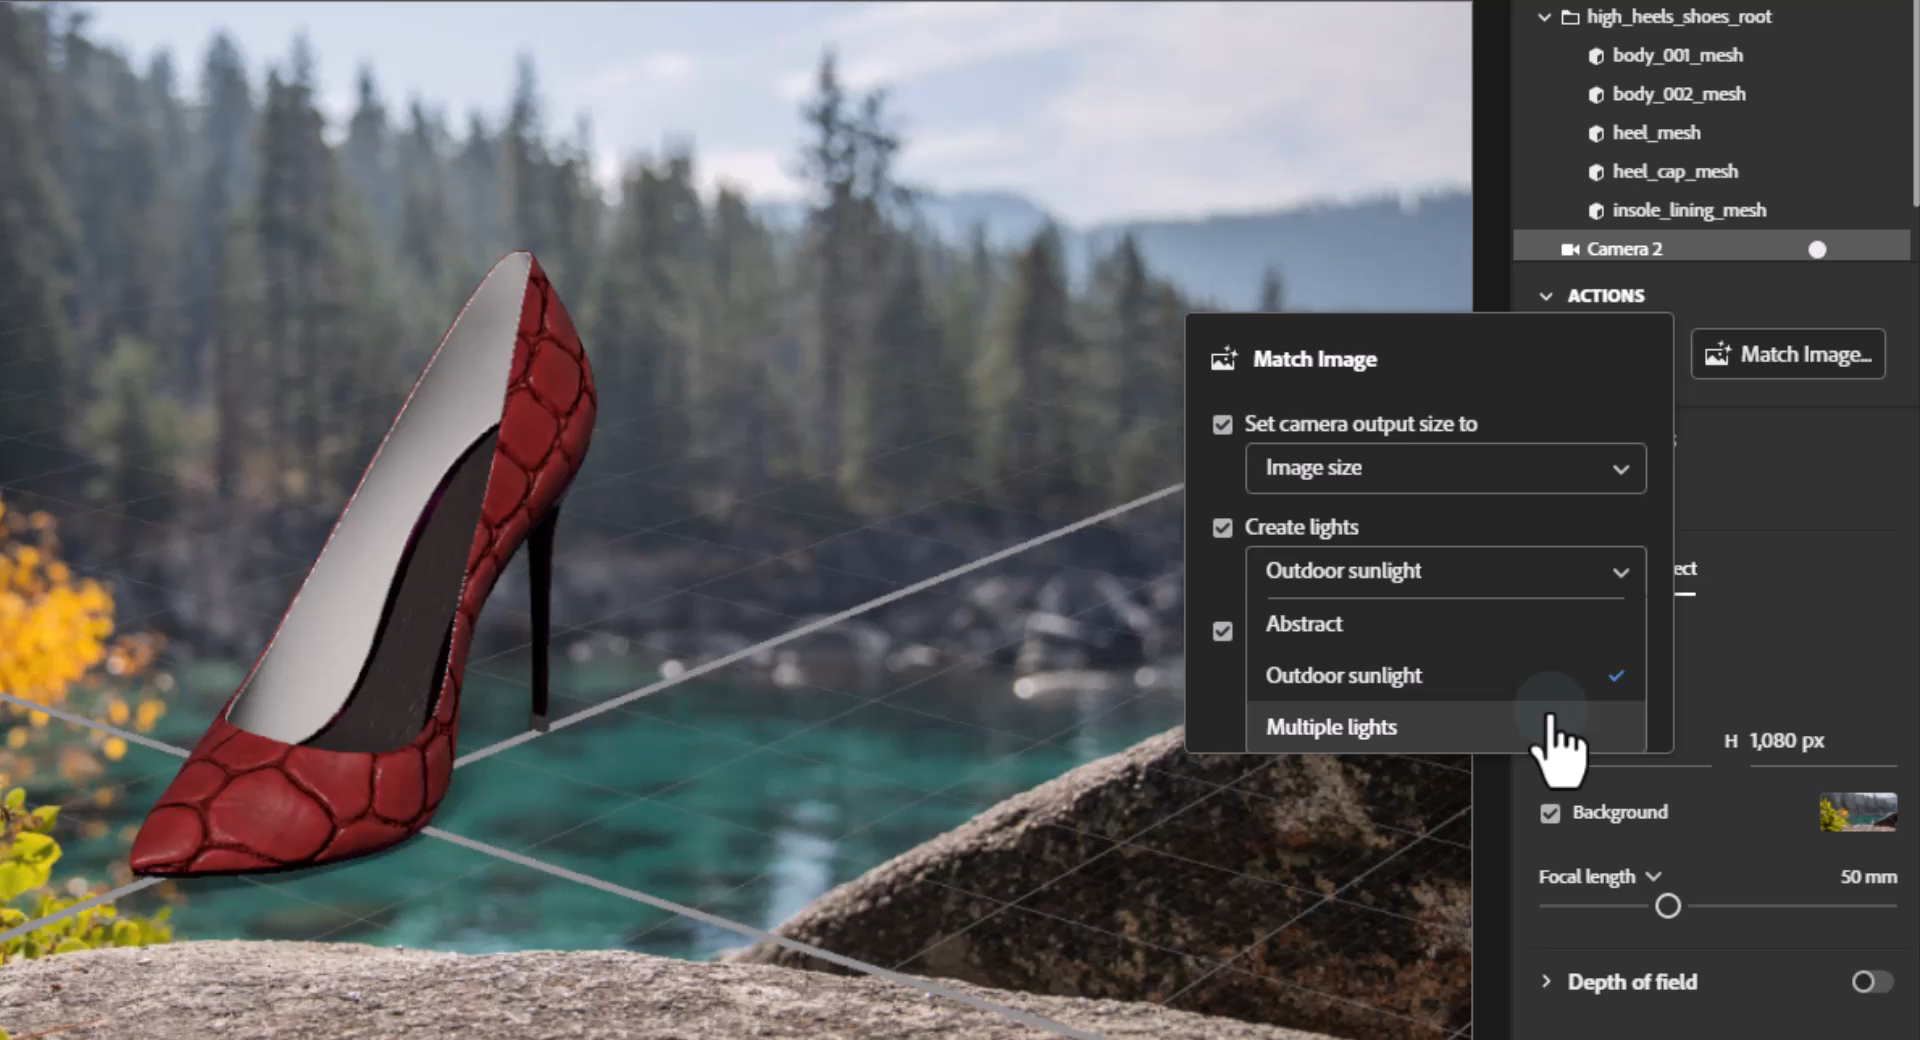 high_heels_shoes_root
body_001_mesh
body_002_mesh
heel_mesh
heel_cap_mesh
insole_lining_mesh
Camera 2
ACTIONS
Match Image...
Match Image
Set camera output size to
Image size
Create lights
Outdoor sunlight
Abstract
Outdoor sunlight
Multiple lights
H 1,080 px
Background
Focal length 50 mm
Depth of field